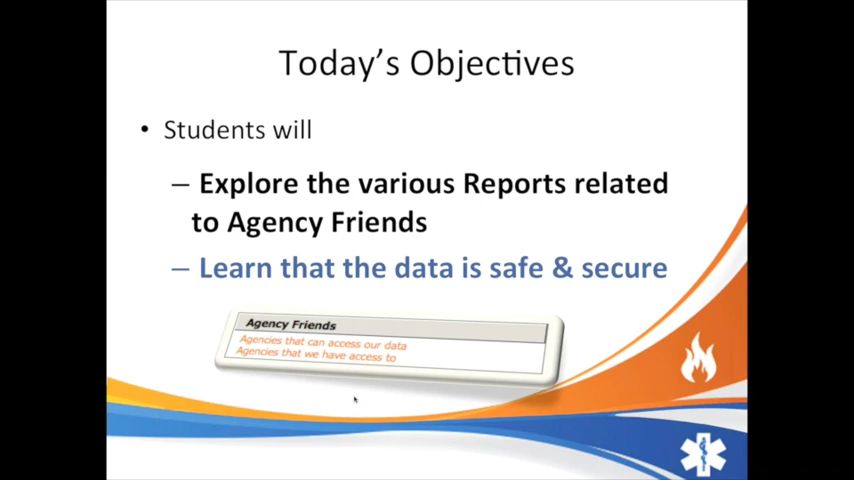 Today's Objectives
• Students will
– Explore the various Reports related
to Agency Friends
– Learn that the data is safe & secure
Agency Friends
Agencies that can access our data
Agencies that we have access to